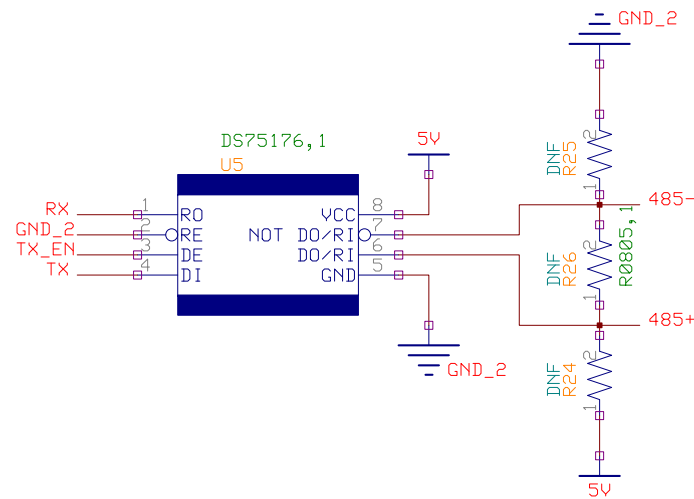 GND_2
DS75176,1
U5
5V
DNF
R25
2
1
RX
1
RO
VCC
8
485-
GND_2
2
RE
NOT DO/RI
7
TX_EN
3
DE
DO/RI
6
TX
4
DI
GND
5
DNF
R26
2
1
R0805,1
485+
GND_2
DNF
R24
2
1
5V